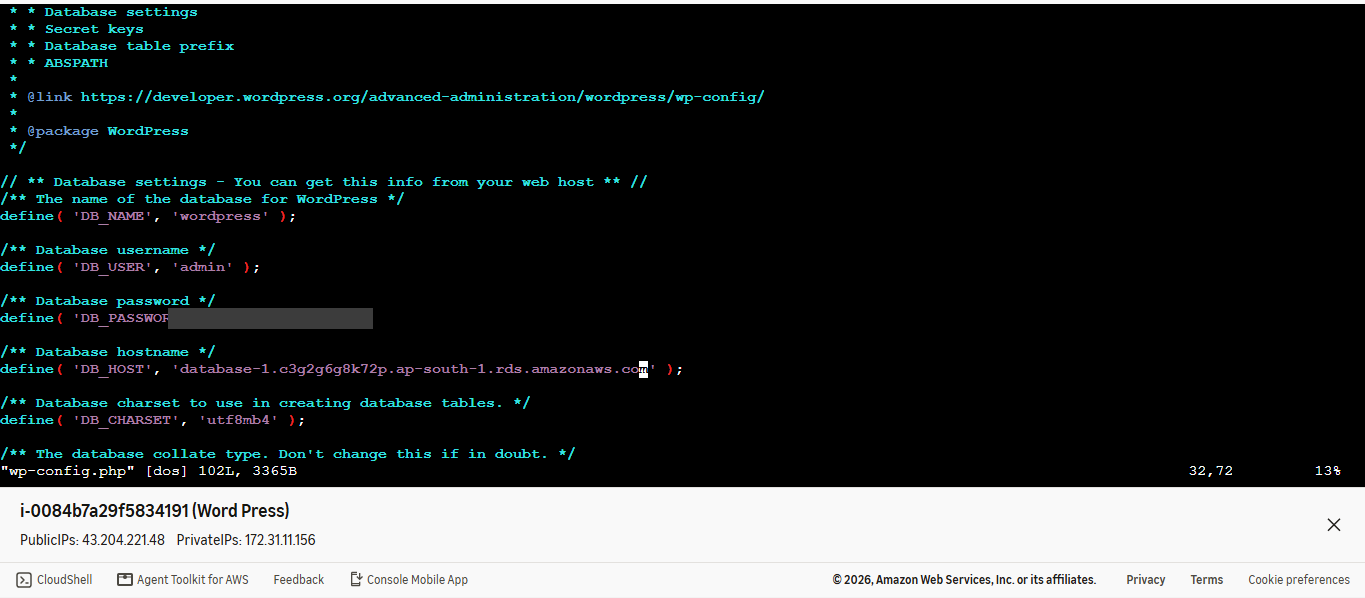 * * Database settings
* * Secret keys
* * Database table prefix
* * ABSPATH
*
* @link https://developer.wordpress.org/advanced-administration/wordpress/wp-config/
*
* @package WordPress
*/
// ** Database settings - You can get this info from your web host ** //
/** The name of the database for WordPress */
define( 'DB_NAME', 'wordpress' );
/** Database username */
define( 'DB_USER', 'admin' );
/** Database password */
define( 'DB_PASSWOR
/** Database hostname */
define( 'DB_HOST', 'database-1.c3g2g6g8k72p.ap-south-1.rds.amazonaws.com' );
/** Database charset to use in creating database tables. */
define( 'DB_CHARSET', 'utf8mb4' );
/** The database collate type. Don't change this if in doubt. */
"wp-config.php" [dos] 102L, 3365B 32,72 13%
i-0084b7a29f5834191 (Word Press)
PublicIPs: 43.204.221.48 PrivateIPs: 172.31.11.156
CloudShell Agent Toolkit for AWS Feedback Console Mobile App © 2026, Amazon Web Services, Inc. or its affiliates. Privacy Terms Cookie preferences